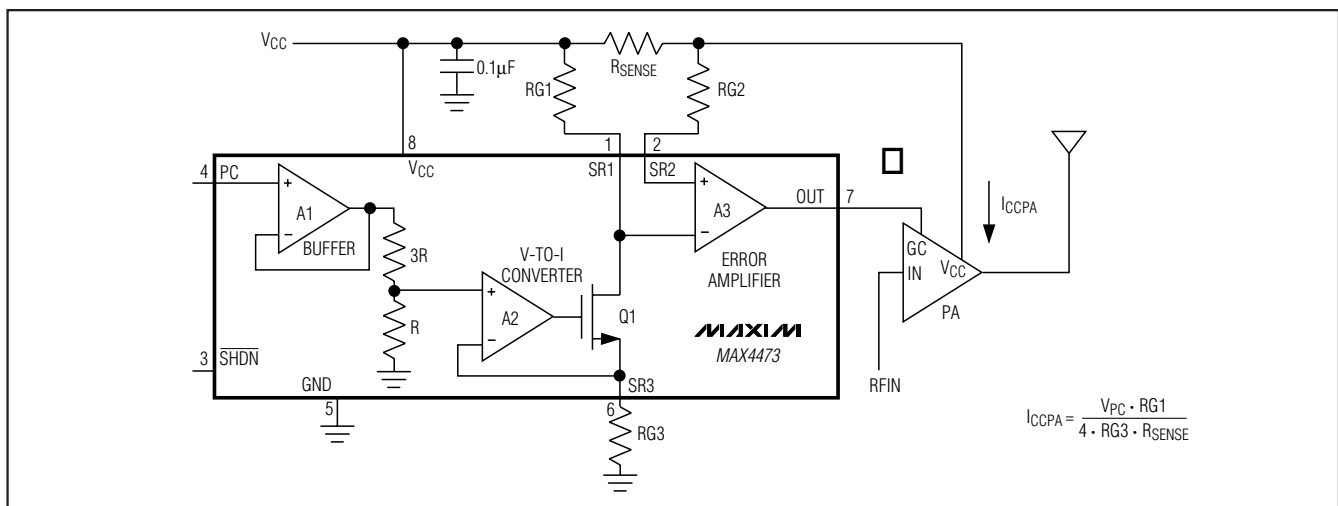 VCC
0.1µF
RG1
RSENSE
RG2
8
VCC
1
SR1
2
SR2
4 PC
A1
BUFFER
3R
R
V-TO-I
CONVERTER
A2
Q1
A3
ERROR
AMPLIFIER
OUT 7
ICCPA
GC
IN
VCC
PA
MAXIM
MAX4473
3 SHDN
GND
5
SR3
6
RG3
RFIN
ICCPA = VPC • RG1
4 • RG3 • RSENSE